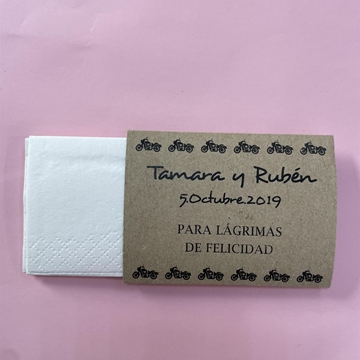 Tamara y Rubén
5.Octubre.2019
PARA LÁGRIMAS
DE FELICIDAD